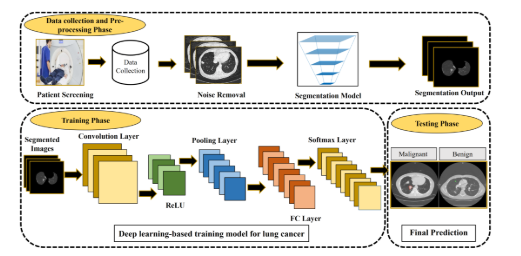 Data collection and Pre-
processing Phase
Data
Collection
Patient Screening
Noise Removal
Segmentation Model
Segmentation Output
Training Phase
Segmented
Images
Convolution Layer
ReLU
Pooling Layer
FC Layer
Softmax Layer
Deep learning-based training model for lung cancer
Testing Phase
Malignant
Benign
Final Prediction